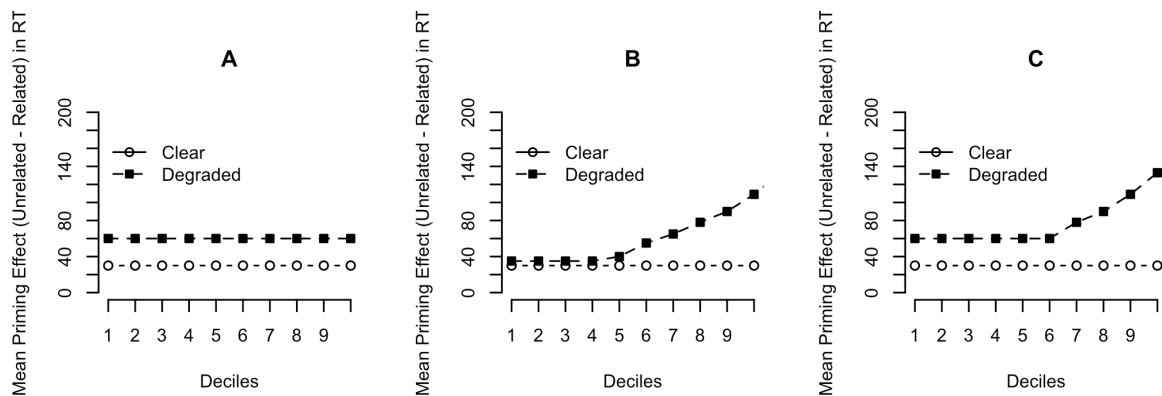 A
Mean Priming Effect (Unrelated - Related) in RT
200
140
80
40
0
Clear
Degraded
1 2 3 4 5 6 7 8 9
Deciles
B
Mean Priming Effect (Unrelated - Related) in RT
200
140
80
40
0
Clear
Degraded
1 2 3 4 5 6 7 8 9
Deciles
C
Mean Priming Effect (Unrelated - Related) in RT
200
140
80
40
0
Clear
Degraded
1 2 3 4 5 6 7 8 9
Deciles